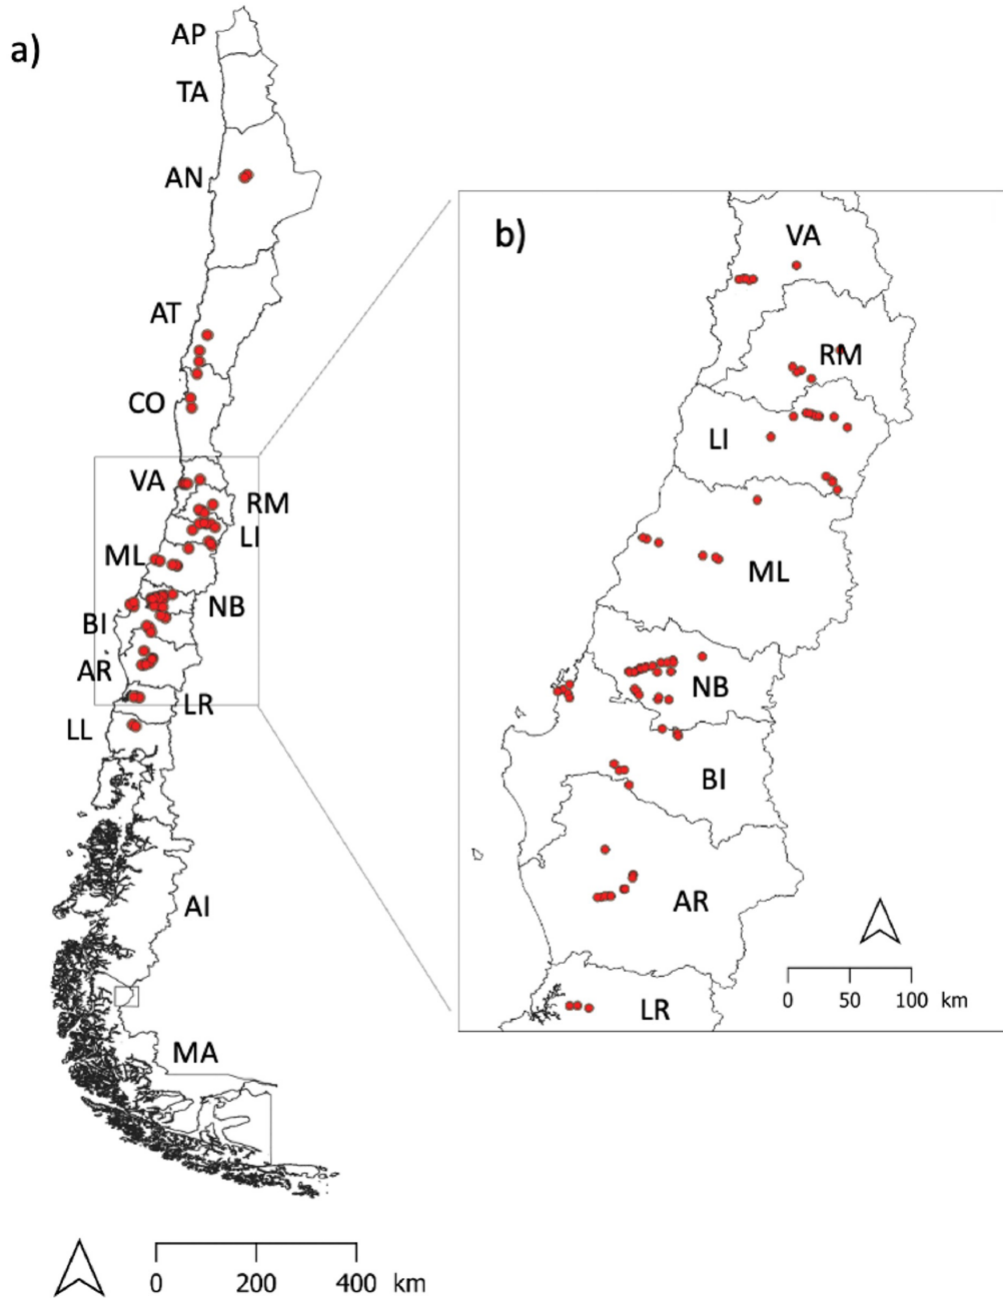 a)
AP
TA
AN
AT
CO
VA
RM
LI
ML
NB
BI
AR
LR
LL
AI
MA
0 200 400 km
b)
VA
RM
LI
ML
NB
BI
AR
LR
0 50 100 km